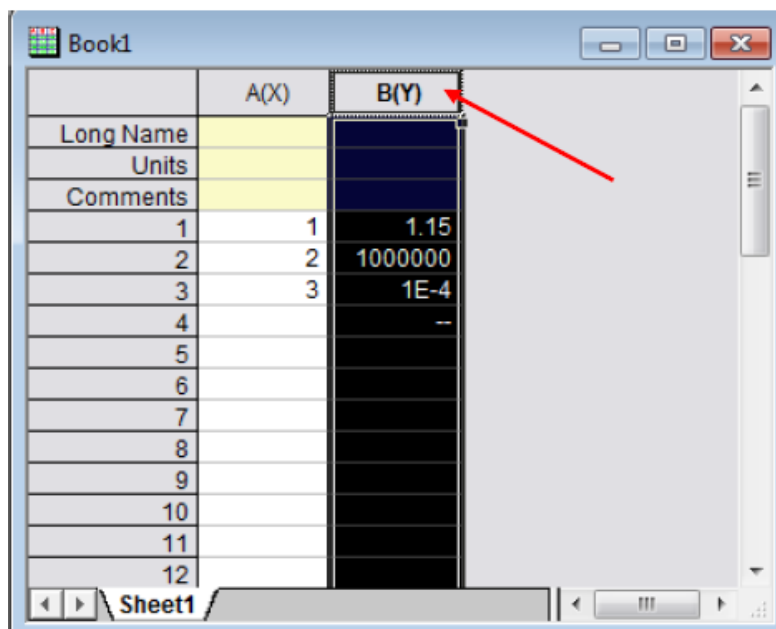 Book1
A(X) B(Y)
Long Name
Units
Comments
1 1 1.15
2 2 1000000
3 3 1E-4
4 --
5
6
7
8
9
10
11
12
Sheet1